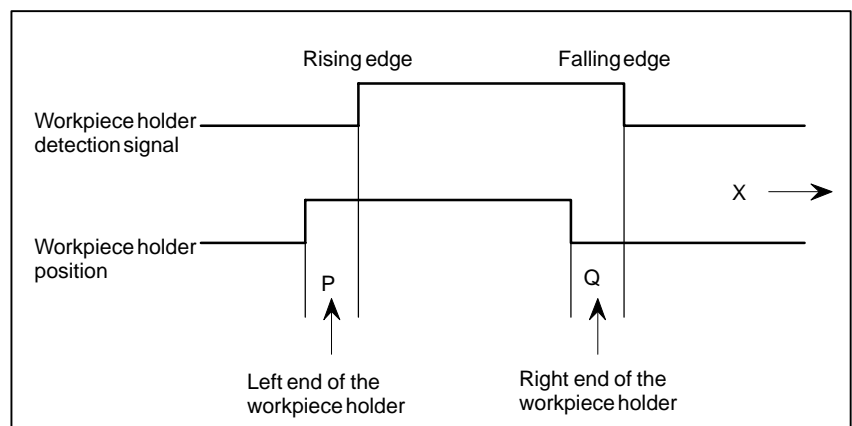 Rising edge Falling edge
Workpiece holder
detection signal
X
Workpiece holder
position
P Q
Left end of the
workpiece holder
Right end of the
workpiece holder